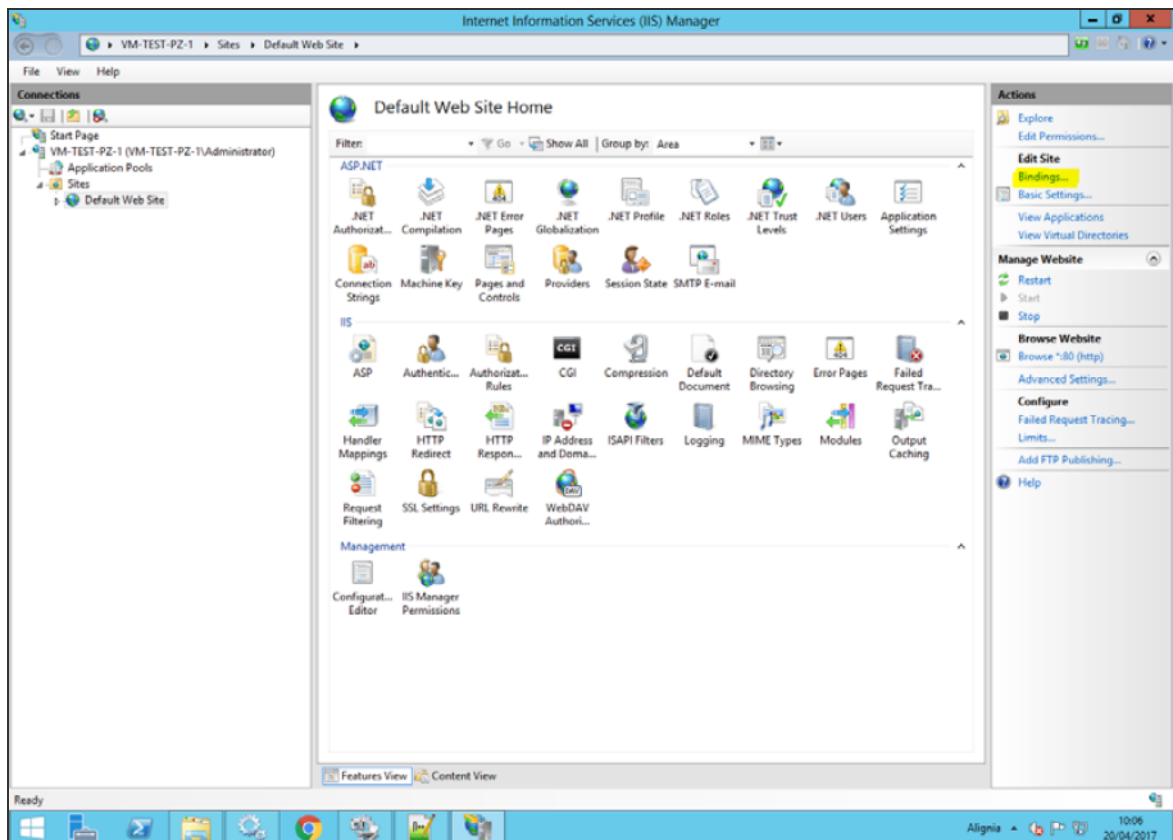 Internet Information Services (IIS) Manager
VM-TEST-PZ-1 Sites Default Web Site
File View Help
Connections
Start Page
VM-TEST-PZ-1 (VM-TEST-PZ-1\Administrator)
Application Pools
Sites
Default Web Site
Default Web Site Home
Filter: Go Show All Group by: Area
ASP.NET
.NET Authorizat...
.NET Compilation
.NET Error Pages
.NET Globalization
.NET Profile
.NET Roles
.NET Trust Levels
.NET Users
Application Settings
Connection Strings
Machine Key
Pages and Controls
Providers
Session State
SMTP E-mail
IIS
ASP
Authentic...
Authorizat... Rules
CGI
CGI
Compression
Default Document
Directory Browsing
404
Error Pages
Failed Request Tra...
Handler Mappings
HTTP Redirect
HTTP Respon...
IP Address and Doma...
ISAPI Filters
Logging
MIME Types
Modules
Output Caching
Request Filtering
SSL Settings
URL Rewrite
DAV
WebDAV Authori...
Management
Configurat... Editor
IIS Manager Permissions
Features View Content View
Actions
Explore
Edit Permissions...
Edit Site
Bindings...
Basic Settings...
View Applications
View Virtual Directories
Manage Website
Restart
Start
Stop
Browse Website
Browse *:80 (http)
Advanced Settings...
Configure
Failed Request Tracing...
Limits...
Add FTP Publishing...
Help
Ready
Alignia
10:06
20/04/2017